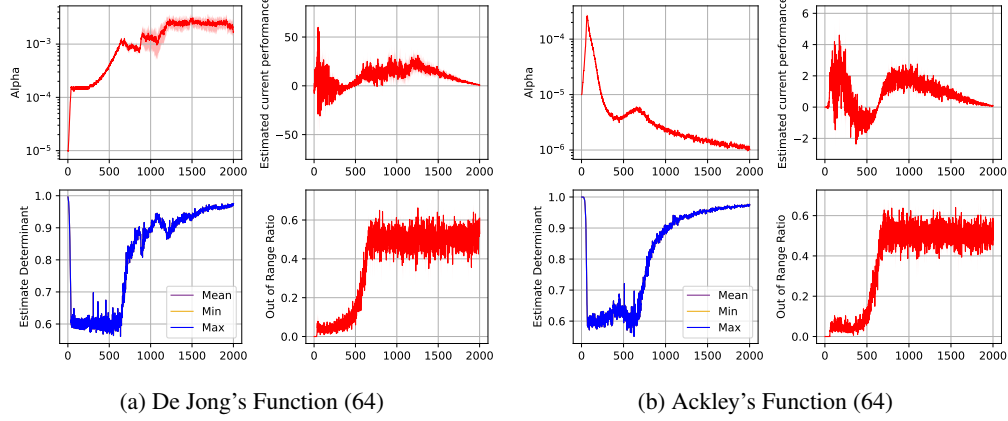 10⁻³
10⁻⁴
10⁻⁵
Alpha
0 500 1000 1500 2000
50
0
−50
Estimated current performance
0 500 1000 1500 2000
10⁻⁴
10⁻⁵
10⁻⁶
Alpha
0 500 1000 1500 2000
4
2
0
−2
Estimated current performance
0 500 1000 1500 2000
1.0
0.9
0.8
0.7
0.6
Estimate Determinant
Mean
Min
Max
0 500 1000 1500 2000
0.6
0.4
0.2
0.0
Out of Range Ratio
0 500 1000 1500 2000
1.0
0.9
0.8
0.7
0.6
Estimate Determinant
Mean
Min
Max
0 500 1000 1500 2000
0.6
0.4
0.2
0.0
Out of Range Ratio
0 500 1000 1500 2000
(a) De Jong's Function (64)
(b) Ackley's Function (64)